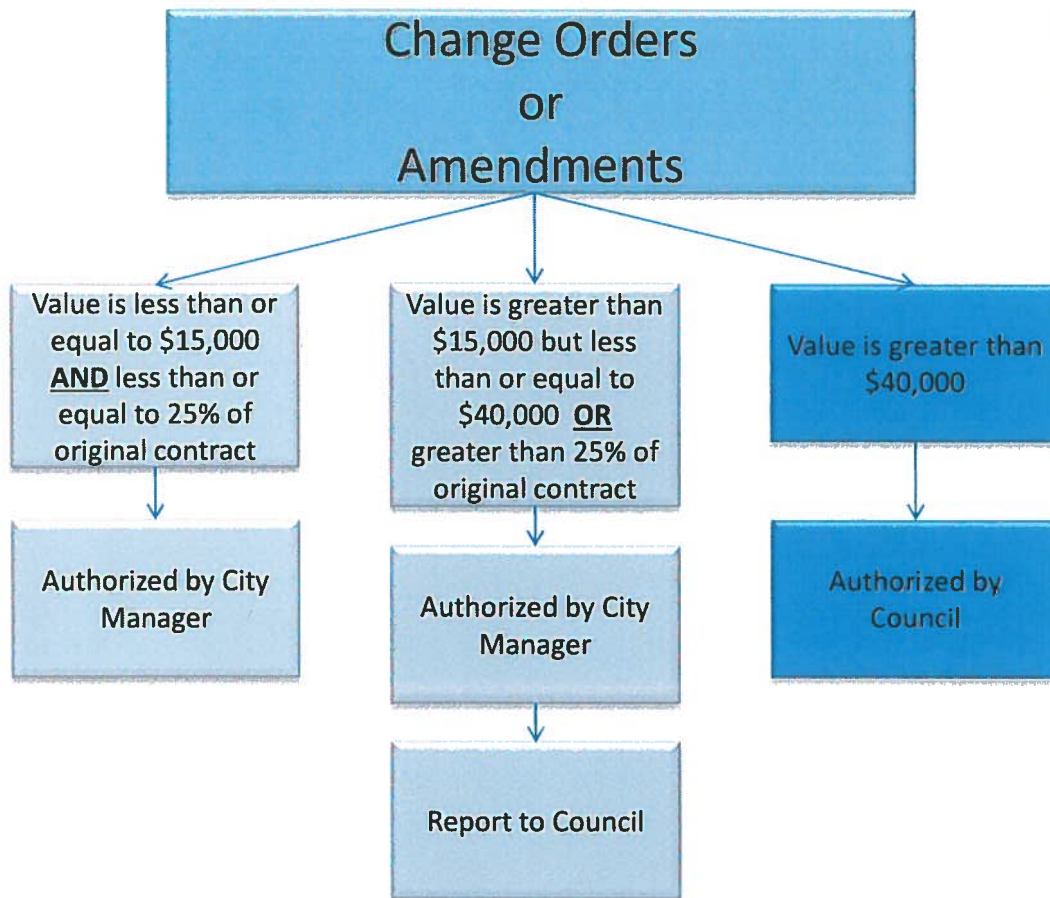 Change Orders
or
Amendments
Value is less than or
equal to $15,000
AND less than or
equal to 25% of
original contract
Value is greater than
$15,000 but less
than or equal to
$40,000 OR
greater than 25% of
original contract
Value is greater than
$40,000
Authorized by City
Manager
Authorized by City
Manager
Authorized by
Council
Report to Council